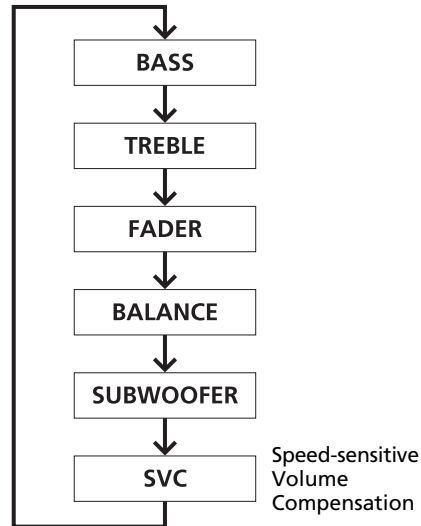 BASS
TREBLE
FADER
BALANCE
SUBWOOFER
SVC
Speed-sensitive
Volume
Compensation